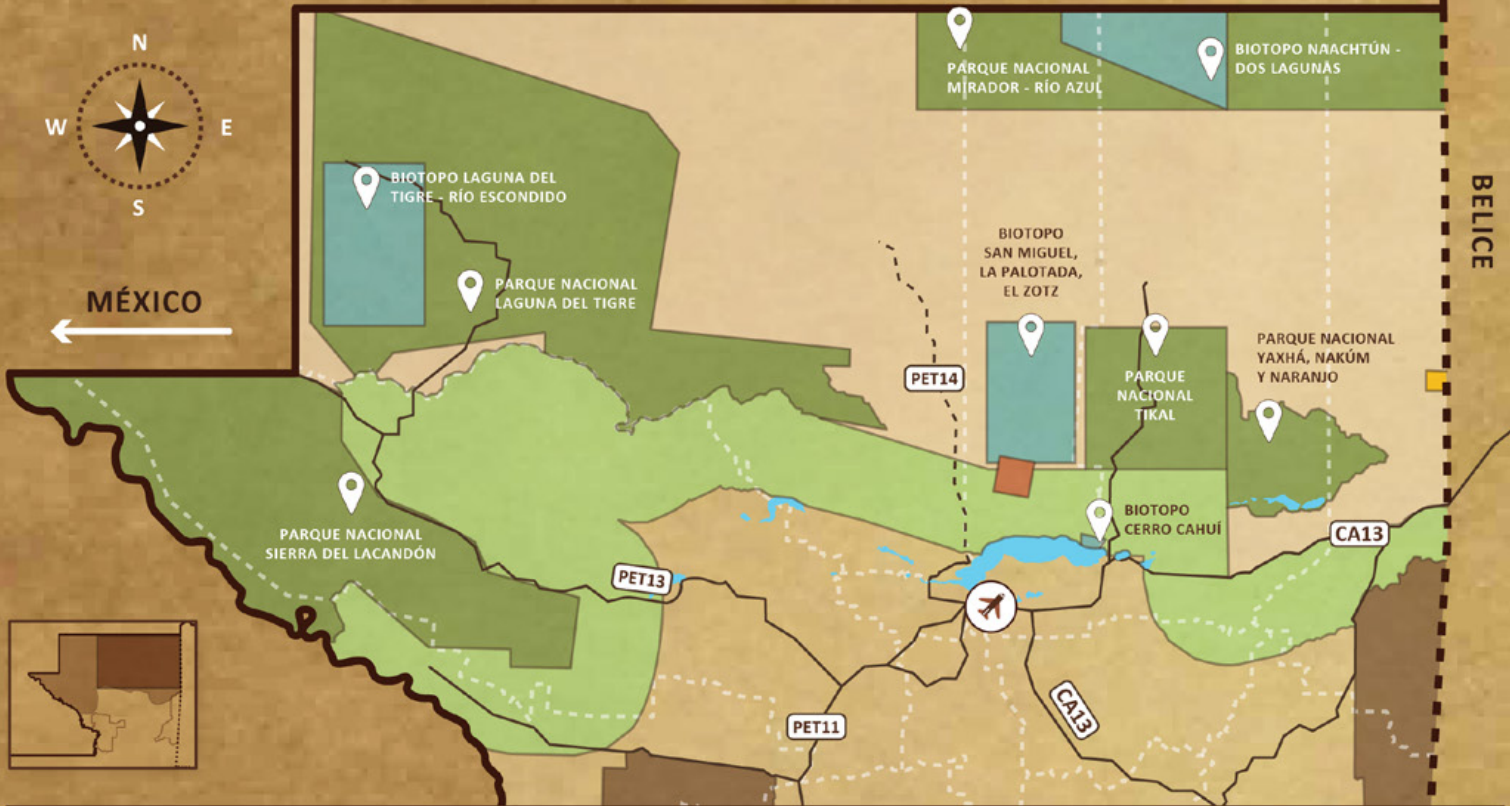 N
W
E
S
MÉXICO
BELICE
PARQUE NACIONAL
MIRADOR - RÍO AZUL
BIOTOPO NAACHTÚN -
DOS LAGUNAS
BIOTOPO LAGUNA DEL
TIGRE - RÍO ESCONDIDO
PARQUE NACIONAL
LAGUNA DEL TIGRE
BIOTOPO
SAN MIGUEL,
LA PALOTADA,
EL ZOTZ
PARQUE
NACIONAL
TIKAL
PARQUE NACIONAL
YAXHÁ, NAKÚM
Y NARANJO
PET14
PARQUE NACIONAL
SIERRA DEL LACANDÓN
BIOTOPO
CERRO CAHUÍ
CA13
PET13
CA13
PET11